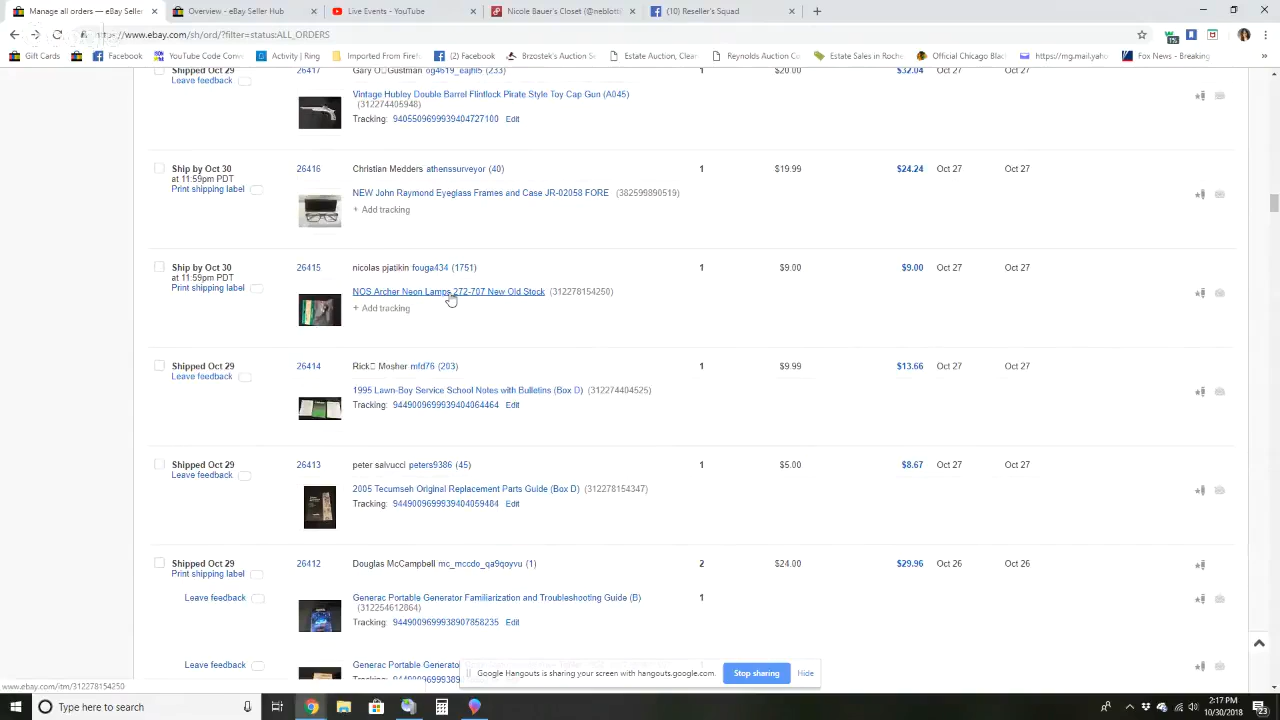 Manage all orders — eBay Seller
Overview - eBay Seller Hub
Live Events - YouTube
Nicole Bauer's Closet (@neblott)
(10) Reseller's Squad
https://www.ebay.com/sh/ord/?filter=status:ALL_ORDERS
Gift Cards
Facebook
YouTube Code Conv
Activity | Ring
Imported From Firef
(2) Facebook
Brzostek's Auction S
Estate Auction, Clear
Reynolds Auction Co
Estate Sales in Roche
Official Chicago Blac
https://mg.mail.yaho
Fox News - Breaking
Shipped Oct 29 26417 1 $20.00 $32.04 Oct 27 Oct 27
Leave feedback
Vintage Hubley Double Barrel Flintlock Pirate Style Toy Cap Gun (A045)
(312274405948)
Tracking: 9405509699939404727100 Edit
Ship by Oct 30 26416 Christian Medders athenssurveyor (40) 1 $19.99 $24.24 Oct 27 Oct 27
at 11:59pm PDT
Print shipping label
NEW John Raymond Eyeglass Frames and Case JR-02058 FORE (382599890519)
+ Add tracking
Ship by Oct 30 26415 nicolas pjatikin fouga434 (1751) 1 $9.00 $9.00 Oct 27 Oct 27
at 11:59pm PDT
Print shipping label
NOS Archer Neon Lamps 272-707 New Old Stock (312278154250)
+ Add tracking
Shipped Oct 29 26414 Rick▯ Mosher mfd76 (203) 1 $9.99 $13.66 Oct 27 Oct 27
Leave feedback
1995 Lawn-Boy Service School Notes with Bulletins (Box D) (312274404525)
Tracking: 9449009699939404064464 Edit
Shipped Oct 29 26413 peter salvucci peters9386 (45) 1 $5.00 $8.67 Oct 27 Oct 27
Leave feedback
2005 Tecumseh Original Replacement Parts Guide (Box D) (312278154347)
Tracking: 9449009699939404059484 Edit
Shipped Oct 29 26412 Douglas McCampbell mc_mccdo_qa9qoyvu (1) 2 $24.00 $29.96 Oct 26 Oct 26
Print shipping label
Leave feedback
Generac Portable Generator Familiarization and Troubleshooting Guide (B) 1
(312254612864)
Tracking: 9449009699938907858235 Edit
Leave feedback
Generac Portable Generato
Tracking:
Google Hangouts is sharing your screen with hangouts.google.com.
Stop sharing
Hide
www.ebay.com/itm/312278154250
Type here to search
2:17 PM
10/30/2018